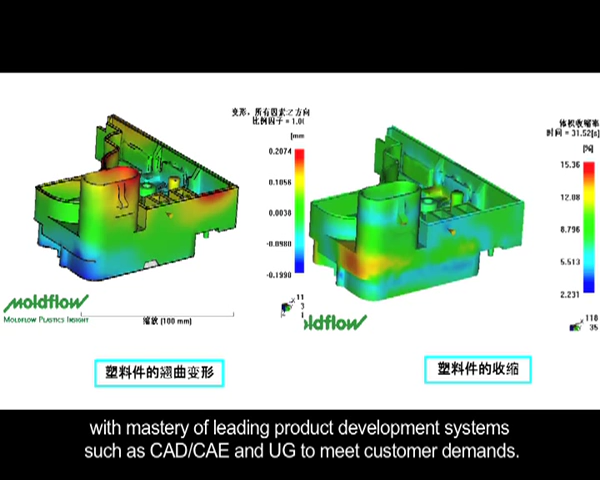 变形，所有因素:Z方向
比例因子 = 1.0(
[mm
0.2074
0.1056
0.0038
-0.0980
-0.1998
moldflow
MOLDFLOW PLASTICS INSIGHT
缩放 (100 mm)
塑料件的翘曲变形
体积收缩率
时间 = 31.52[s]
[%]
15.36
12.08
8.796
5.513
2.231
ldflow
118
35
塑料件的收缩
with mastery of leading product development systems
such as CAD/CAE and UG to meet customer demands.